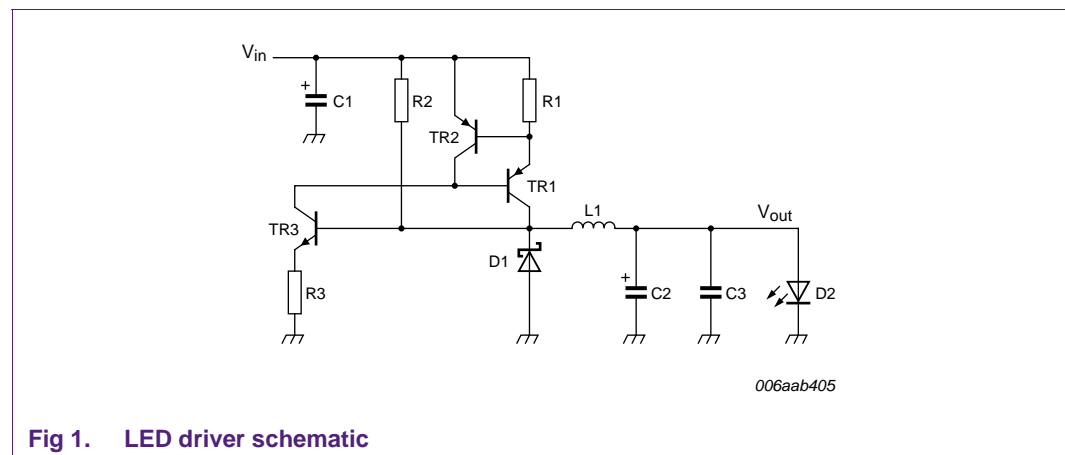 Vin
+
C1
R2
R1
TR2
TR1
TR3
L1
Vout
D1
+
C2
C3
D2
R3
006aab405
Fig 1. LED driver schematic